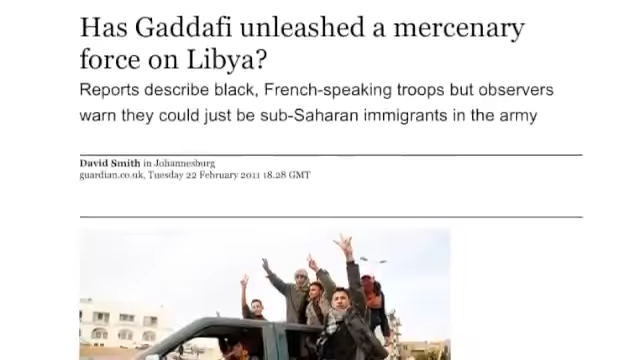 Has Gaddafi unleashed a mercenary
force on Libya?
Reports describe black, French-speaking troops but observers
warn they could just be sub-Saharan immigrants in the army
David Smith in Johannesburg
guardian.co.uk, Tuesday 22 February 2011 18.28 GMT